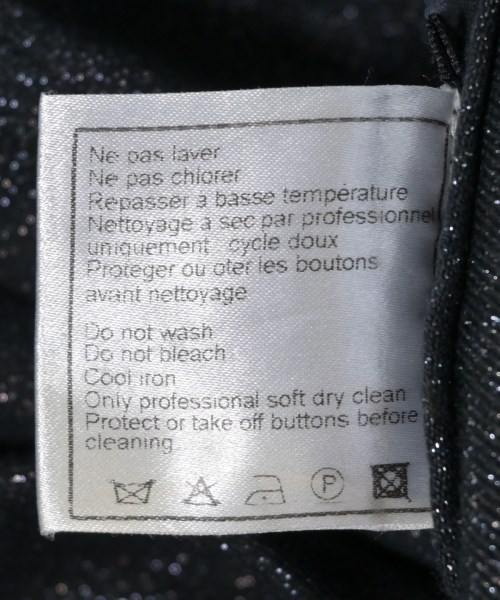 Ne pas laver
Ne pas chlorer
Repasser à basse température
Nettoyage à sec par professionnel
uniquement cycle doux
Proteger ou oter les boutons
avant nettoyage
Do not wash
Do not bleach
Cool iron
Only professional soft dry clean
Protect or take off buttons before
cleaning
P